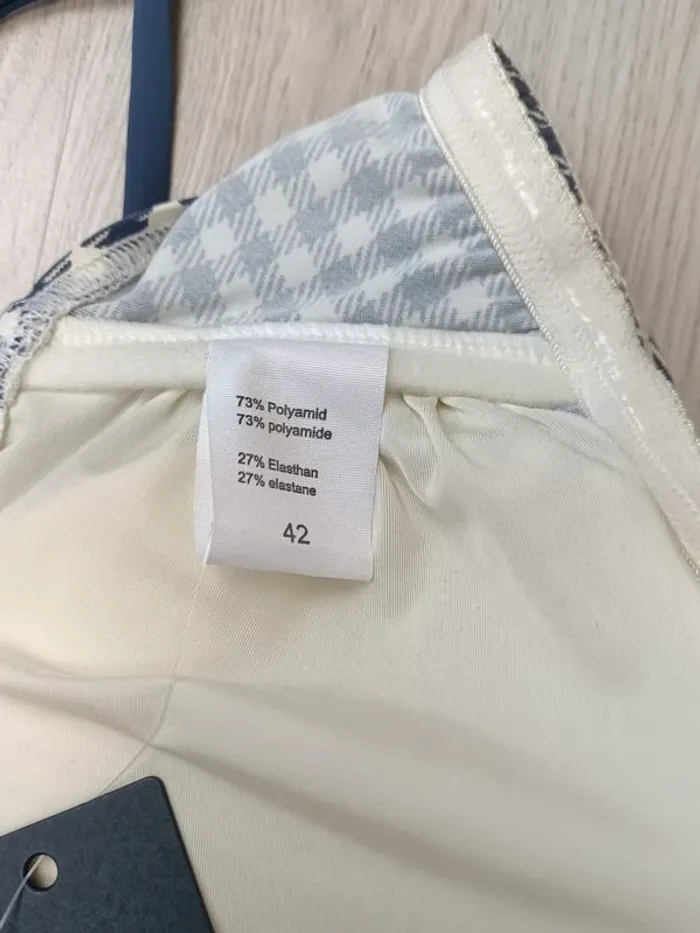 73% Polyamid
73% polyamide
27% Elasthan
27% elastane
42